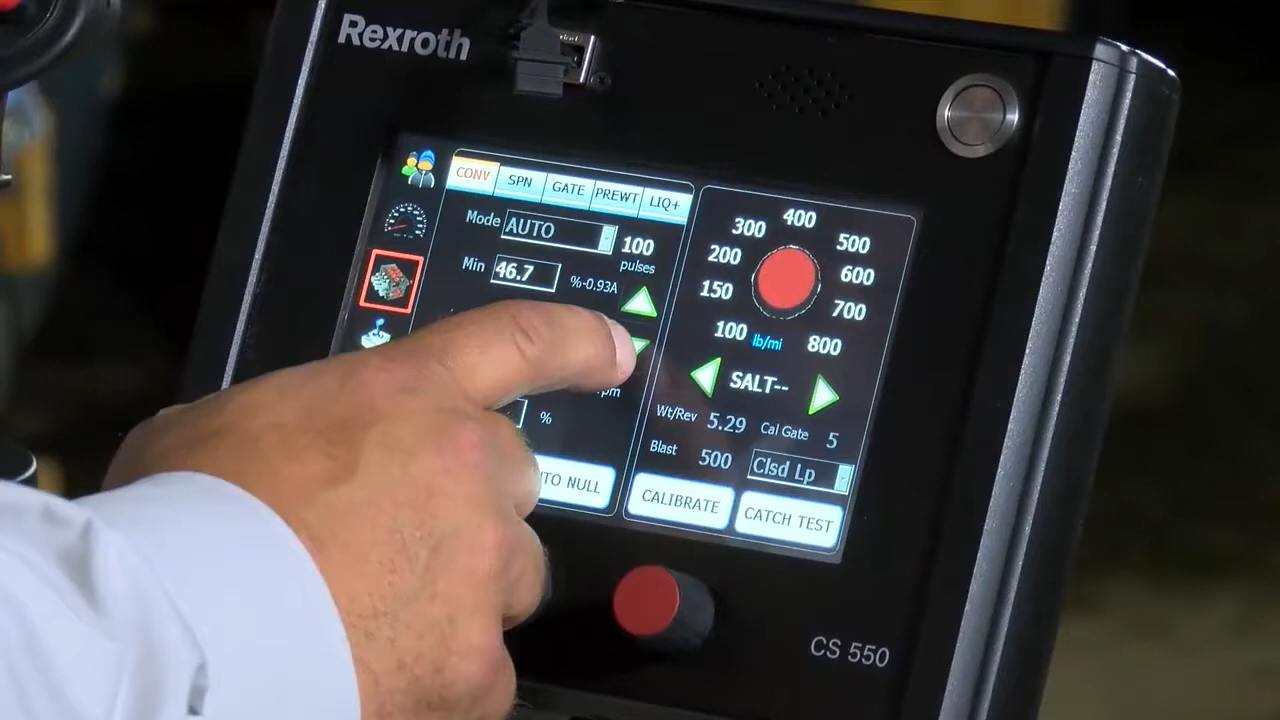 Rexroth
CONV SPN GATE PREWT LIQ+
Mode AUTO 100
pulses
Min 46.7 %-0.93A
%
NULL
400
300 500
200 600
150 700
100 lb/mi 800
SALT--
Wt/Rev 5.29 Cal Gate 5
Blast 500 Clsd Lp
CALIBRATE CATCH TEST
CS 550